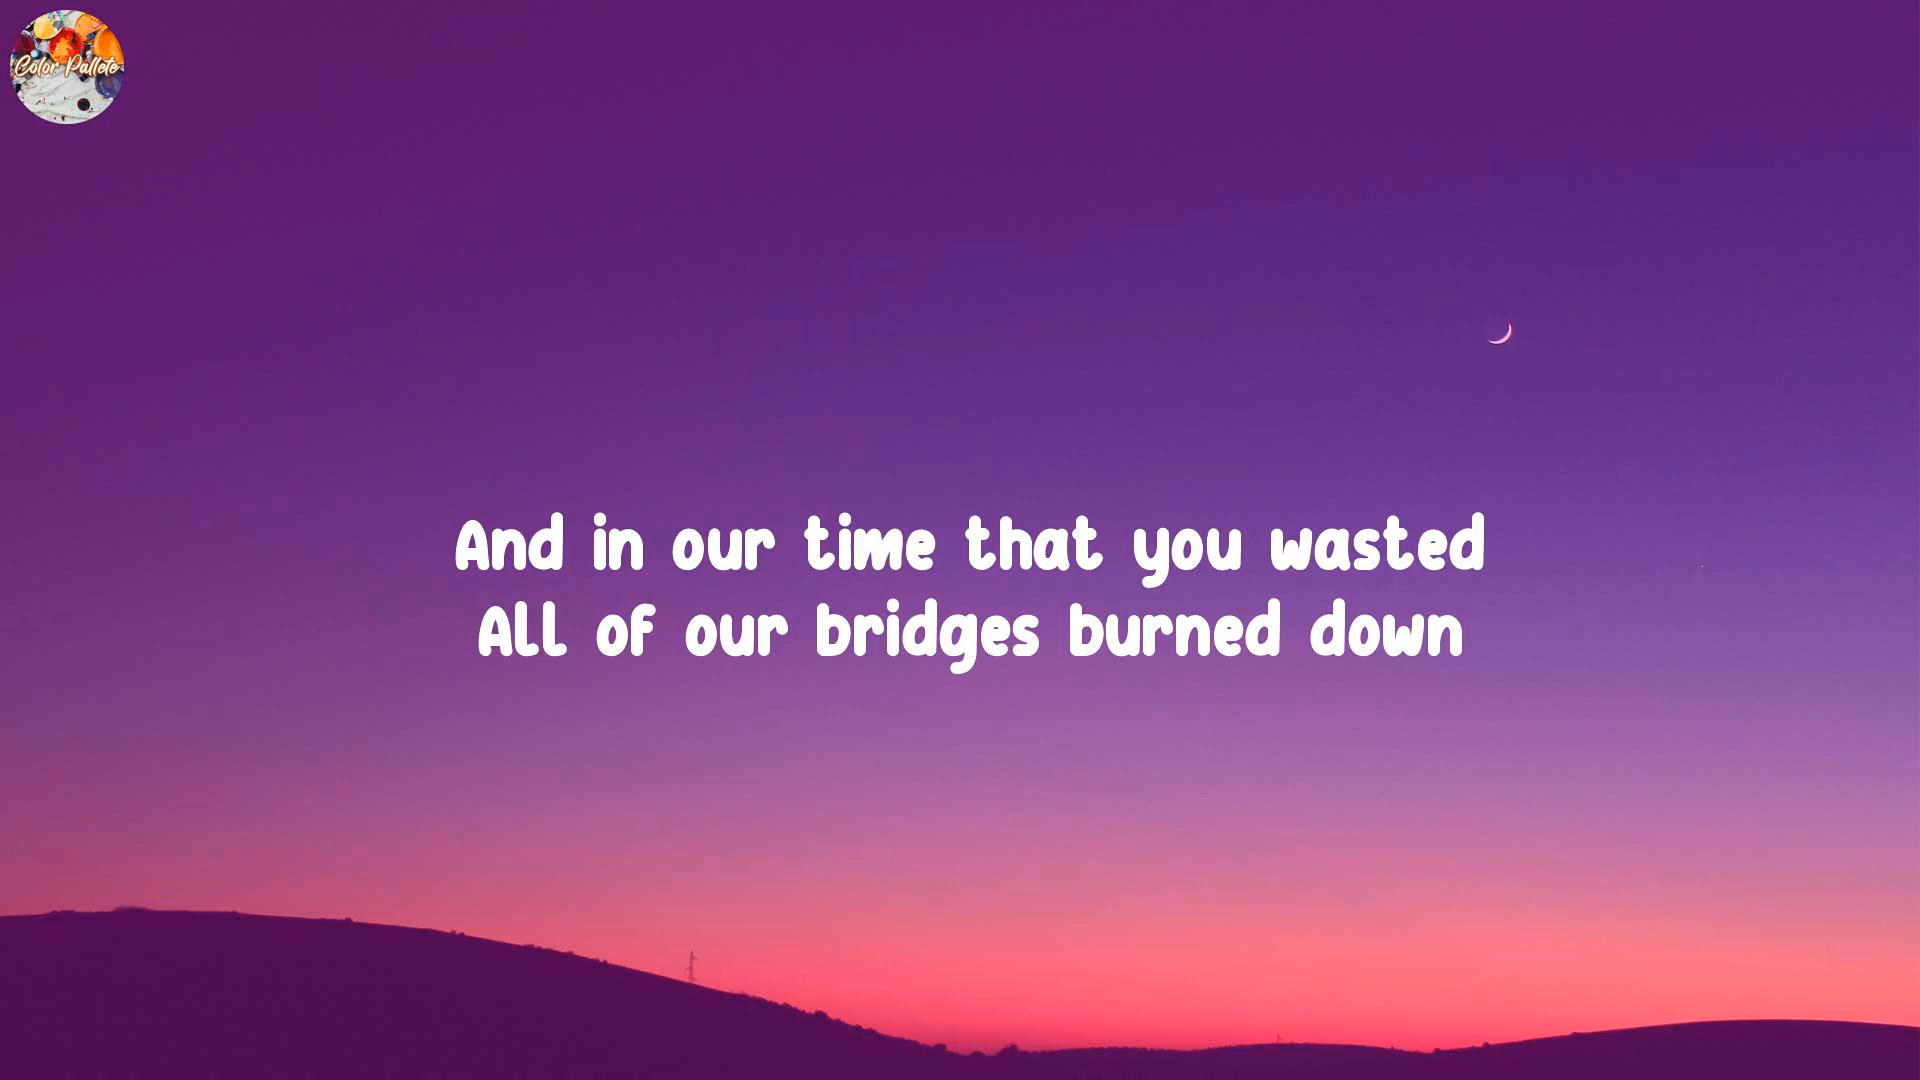 Color Pallete
And in our time that you wasted
All of our bridges burned down